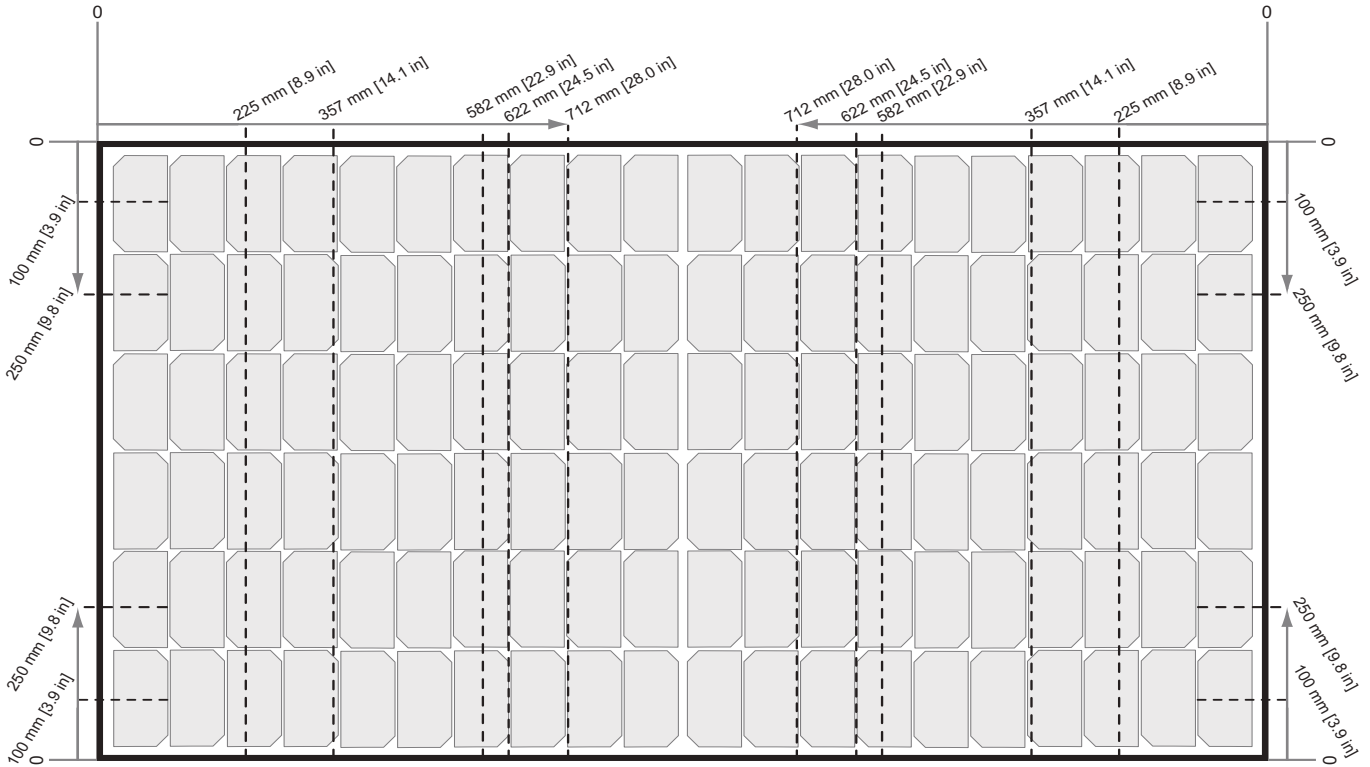 0
0
225 mm [8.9 in]
357 mm [14.1 in]
582 mm [22.9 in]
622 mm [24.5 in]
712 mm [28.0 in]
712 mm [28.0 in]
622 mm [24.5 in]
582 mm [22.9 in]
357 mm [14.1 in]
225 mm [8.9 in]
0
0
100 mm [3.9 in]
100 mm [3.9 in]
250 mm [9.8 in]
250 mm [9.8 in]
250 mm [9.8 in]
250 mm [9.8 in]
100 mm [3.9 in]
100 mm [3.9 in]
0
0